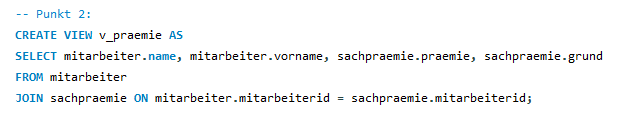 -- Punkt 2:
CREATE VIEW v_praemie AS
SELECT mitarbeiter.name, mitarbeiter.vorname, sachpraemie.praemie, sachpraemie.grund
FROM mitarbeiter
JOIN sachpraemie ON mitarbeiter.mitarbeiterid = sachpraemie.mitarbeiterid;